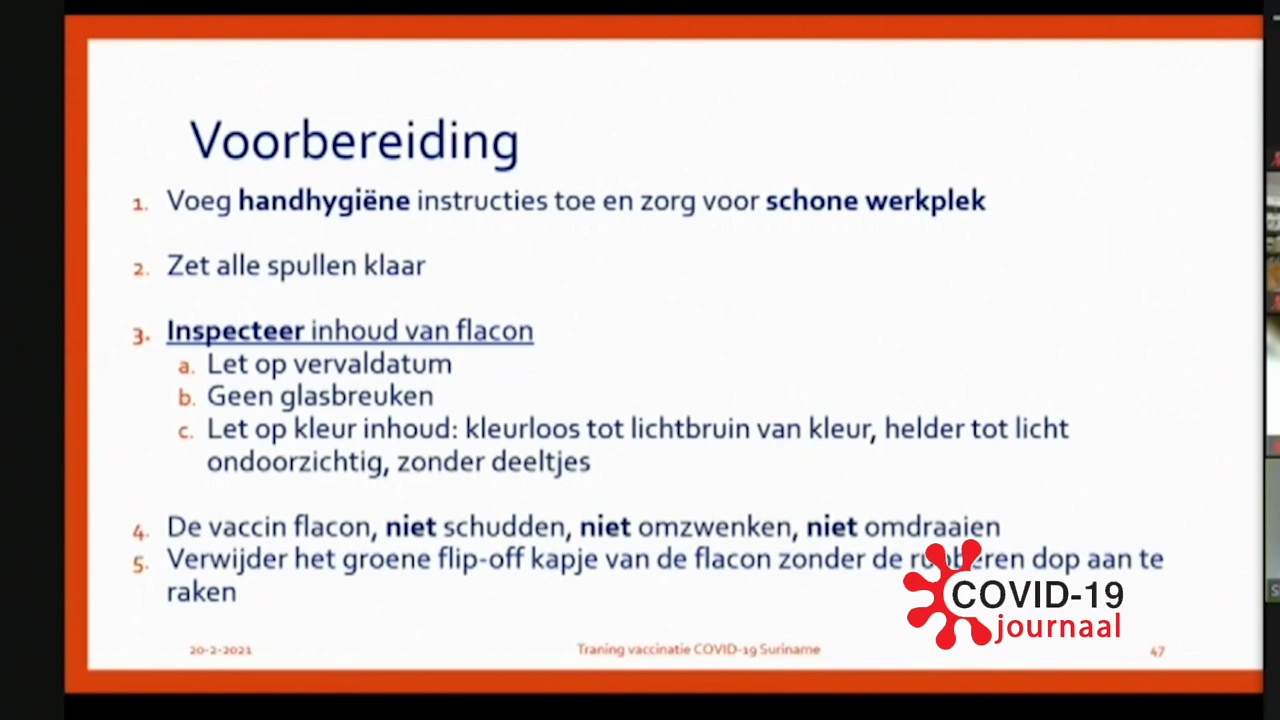 Voorbereiding
1. Voeg handhygiëne instructies toe en zorg voor schone werkplek
2. Zet alle spullen klaar
3. Inspecteer inhoud van flacon
a. Let op vervaldatum
b. Geen glasbreuken
c. Let op kleur inhoud: kleurloos tot lichtbruin van kleur, helder tot licht
ondoorzichtig, zonder deeltjes
4. De vaccin flacon, niet schudden, niet omzwenken, niet omdraaien
5. Verwijder het groene flip-off kapje van de flacon zonder de rubberen dop aan te
raken
COVID-19
journaal
20-2-2021
Traning vaccinatie COVID-19 Suriname
47